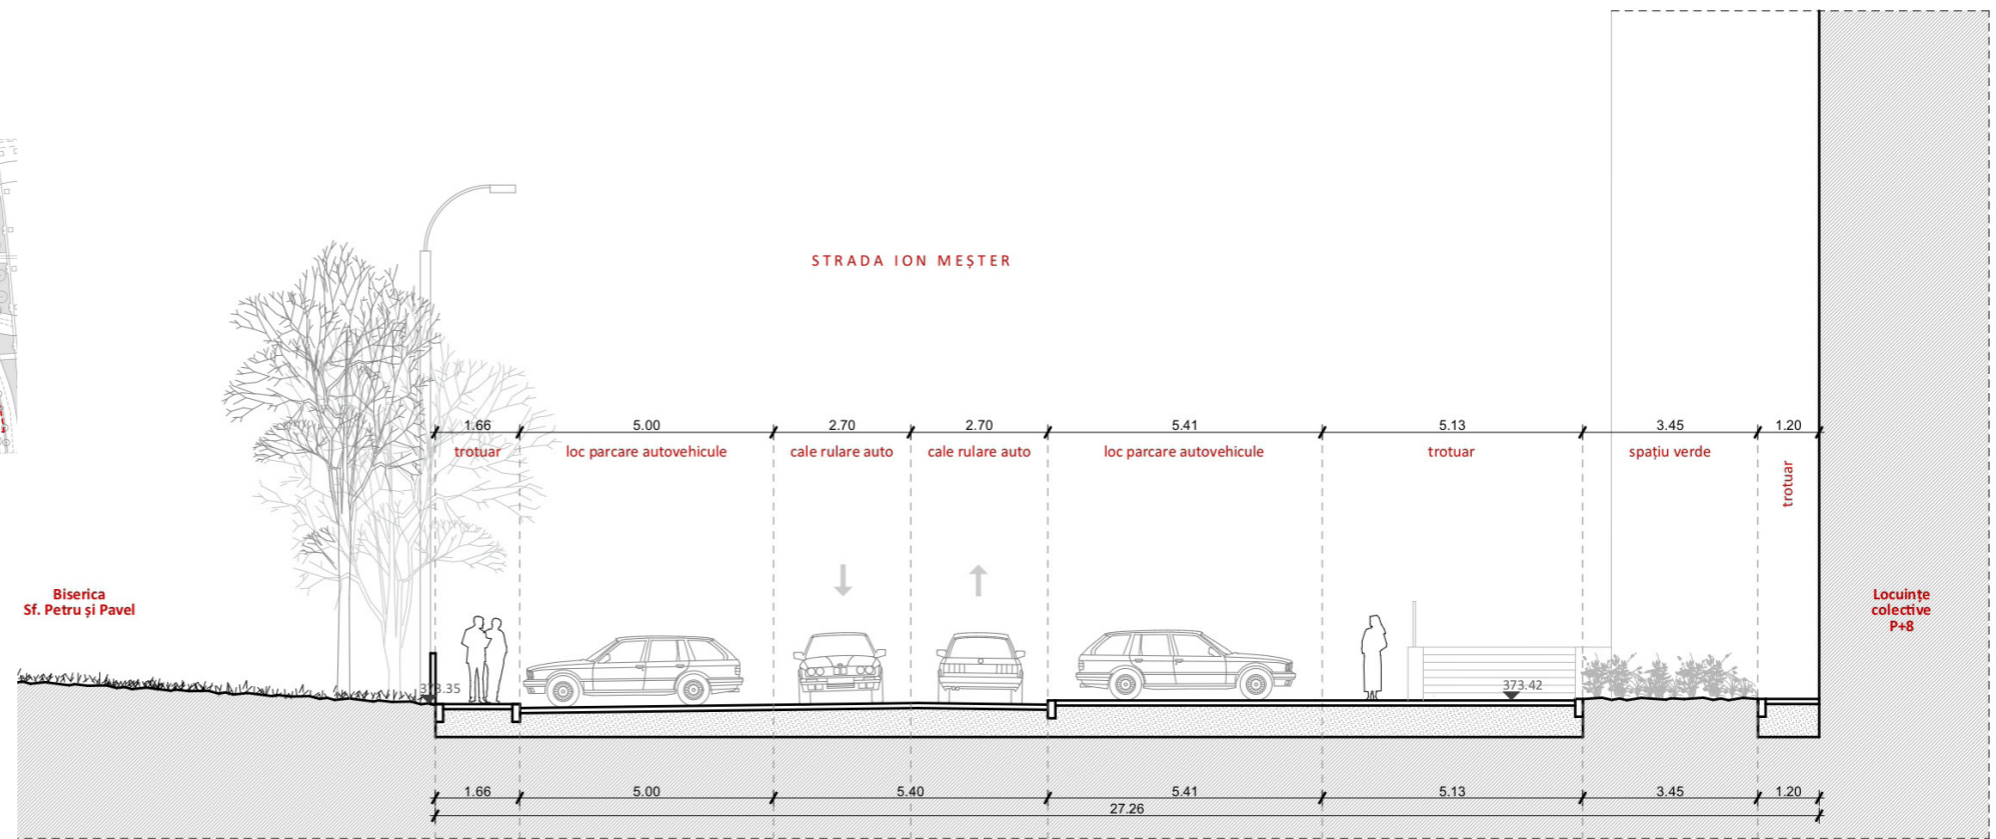 STRADA ION MEȘTER
1.66 5.00 2.70 2.70 5.41 5.13 3.45 1.20
trotuar loc parcare autovehicule cale rulare auto cale rulare auto loc parcare autovehicule trotuar spațiu verde
trotuar
Biserica
Sf. Petru și Pavel
Locuințe
colective
P+8
373.35
373.42
1.66 5.00 5.40 5.41 5.13 3.45 1.20
27.26